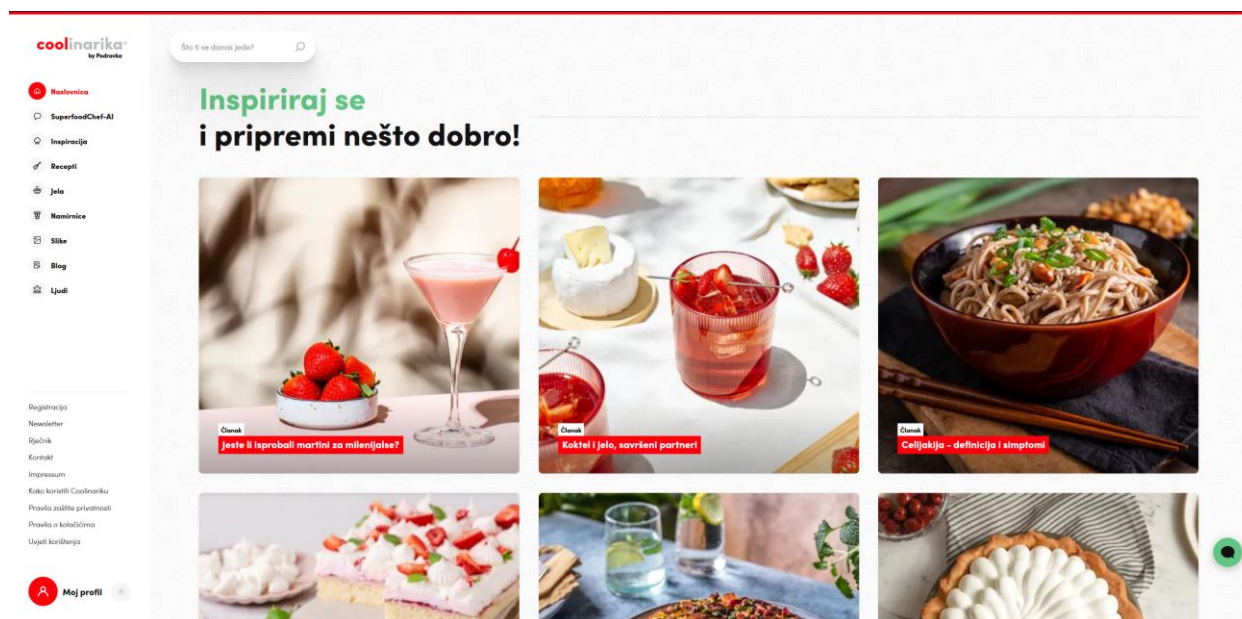 coolinarika
by Podravka
Što ti se danas jede?
Naslovnica
SuperfoodChef-AI
Inspiracija
Recepti
Jela
Namirnice
Slike
Blog
Ljudi
Registracija
Newsletter
Rječnik
Kontakt
Impressum
Kako koristiti Coolinariku
Pravila zaštite privatnosti
Pravila o kolačićima
Uvjeti korištenja
Moj profil
Inspiriraj se
i pripremi nešto dobro!
Članak
Jeste li isprobali martini za milenijalse?
Članak
Koktel i jelo, savršeni partneri
Članak
Celijakija - definicija i simptomi